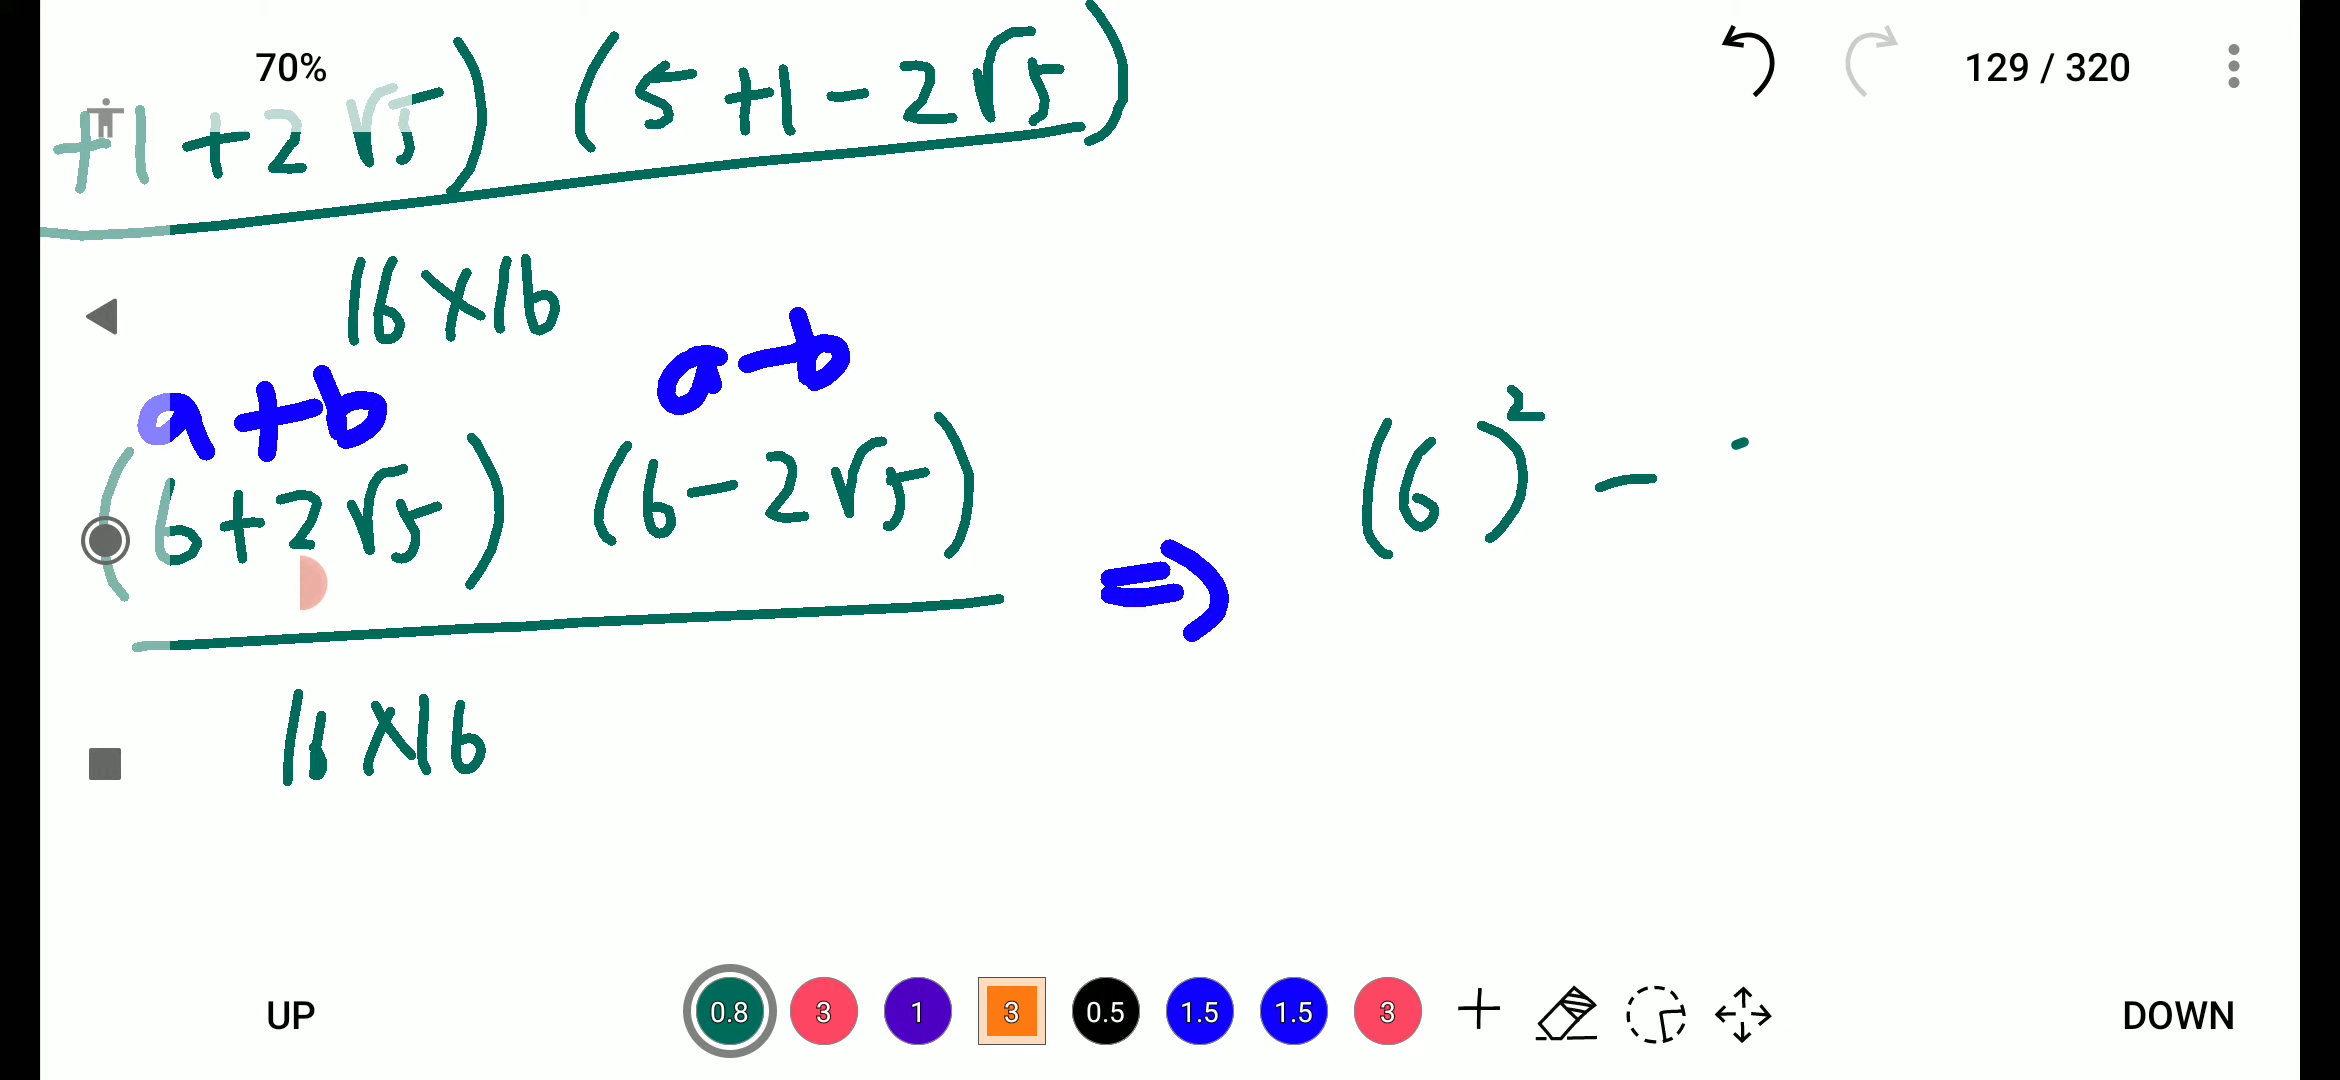 70%
129 / 320
+1 + 2√5) (5 + 1 - 2√5)
16 × 16
a + b a - b
(6 + 2√5) (6 - 2√5) ⇒ (6)² -
16 × 16
UP 0.8 3 1 3 0.5 1.5 1.5 3 DOWN